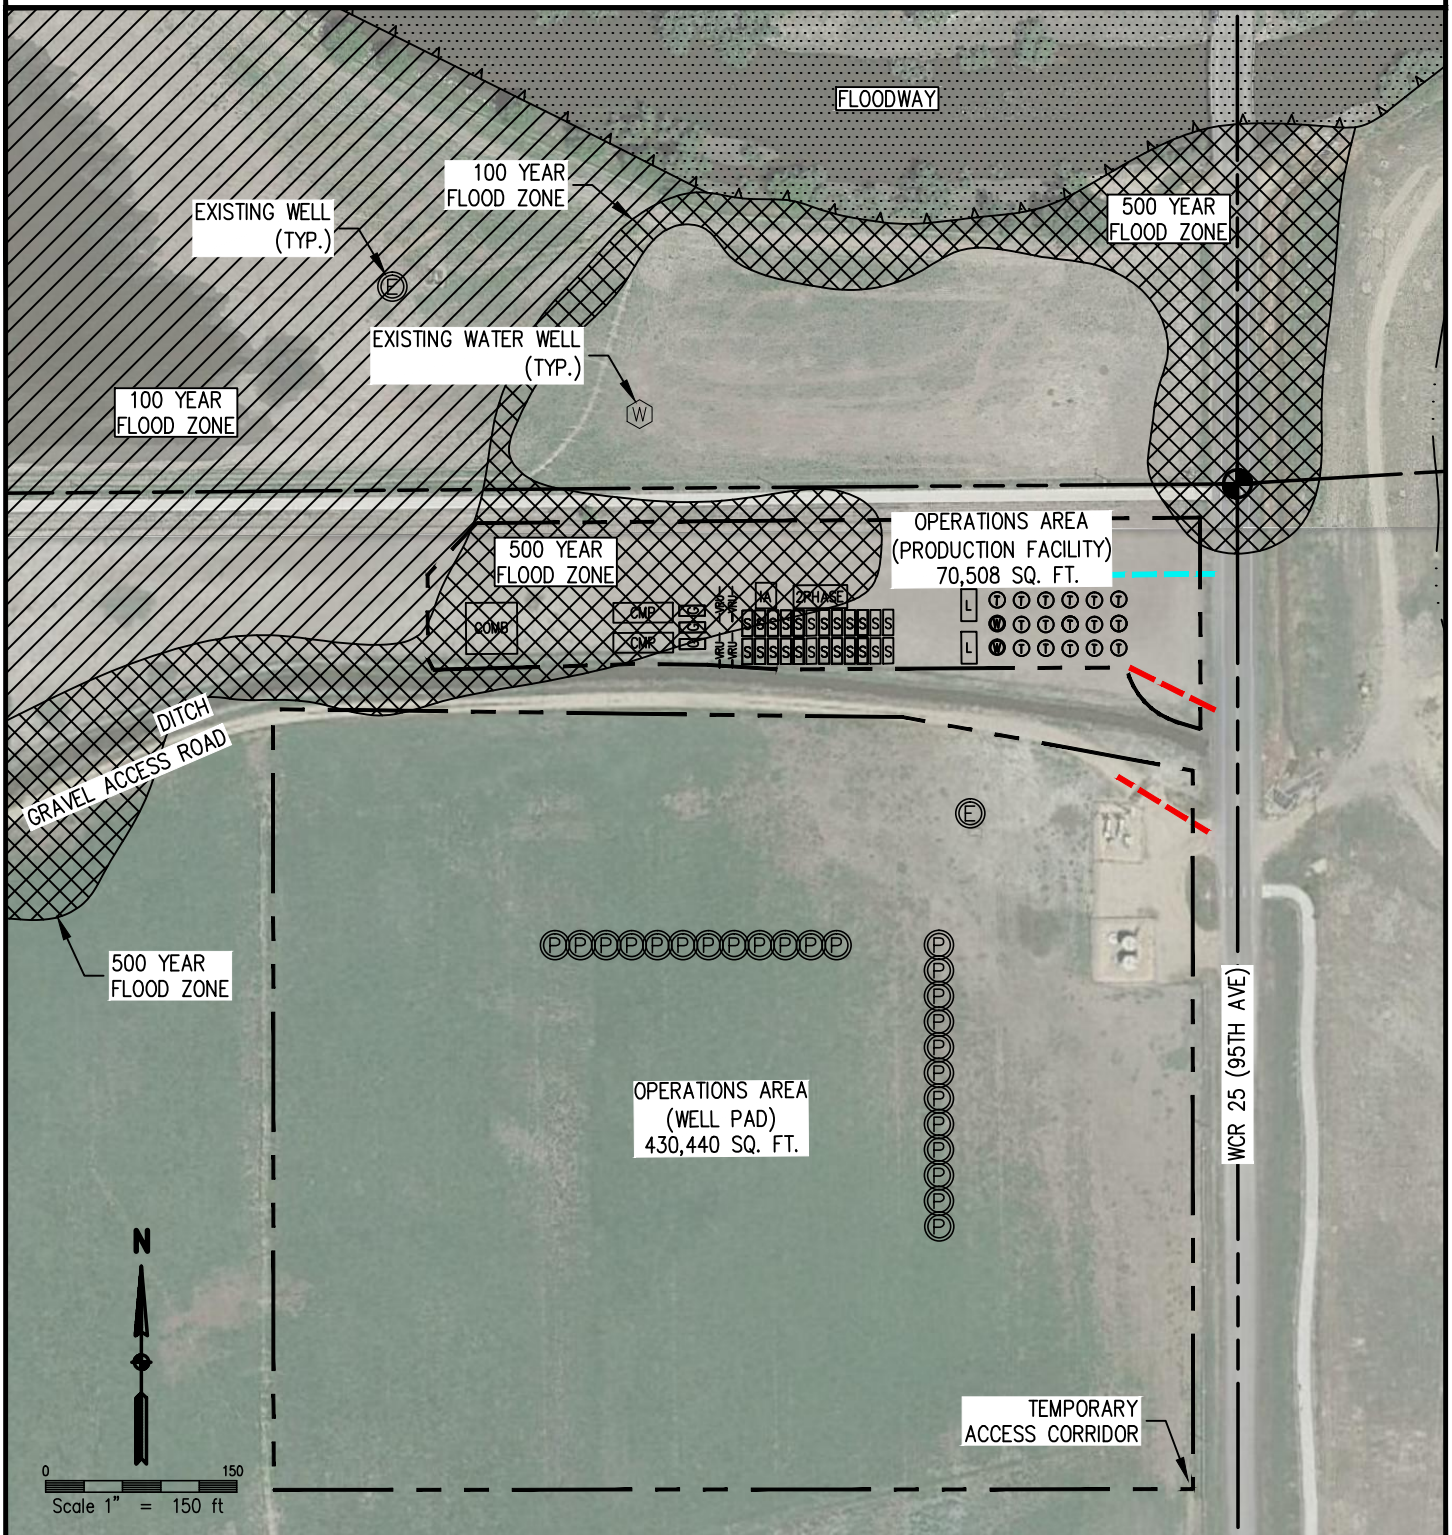 FLOODWAY
100 YEAR
FLOOD ZONE
500 YEAR
FLOOD ZONE
EXISTING WELL
(TYP.)
E
EXISTING WATER WELL
(TYP.)
W
100 YEAR
FLOOD ZONE
OPERATIONS AREA
(PRODUCTION FACILITY)
70,508 SQ. FT.
500 YEAR
FLOOD ZONE
COMB
CMP
CMP
VRU
VRU
VRU
VRU
IA
2PHASE
S S S S S S S S S S S S
S S S S S S S S S S S S
L
L
T T T T T T
W T T T T T
W T T T T T
DITCH
GRAVEL ACCESS ROAD
E
500 YEAR
FLOOD ZONE
P P P P P P P P P P P P
P
P
P
P
P
P
P
P
P
P
P
P
WCR 25 (95TH AVE)
OPERATIONS AREA
(WELL PAD)
430,440 SQ. FT.
N
TEMPORARY
ACCESS CORRIDOR
0 150
Scale 1" = 150 ft